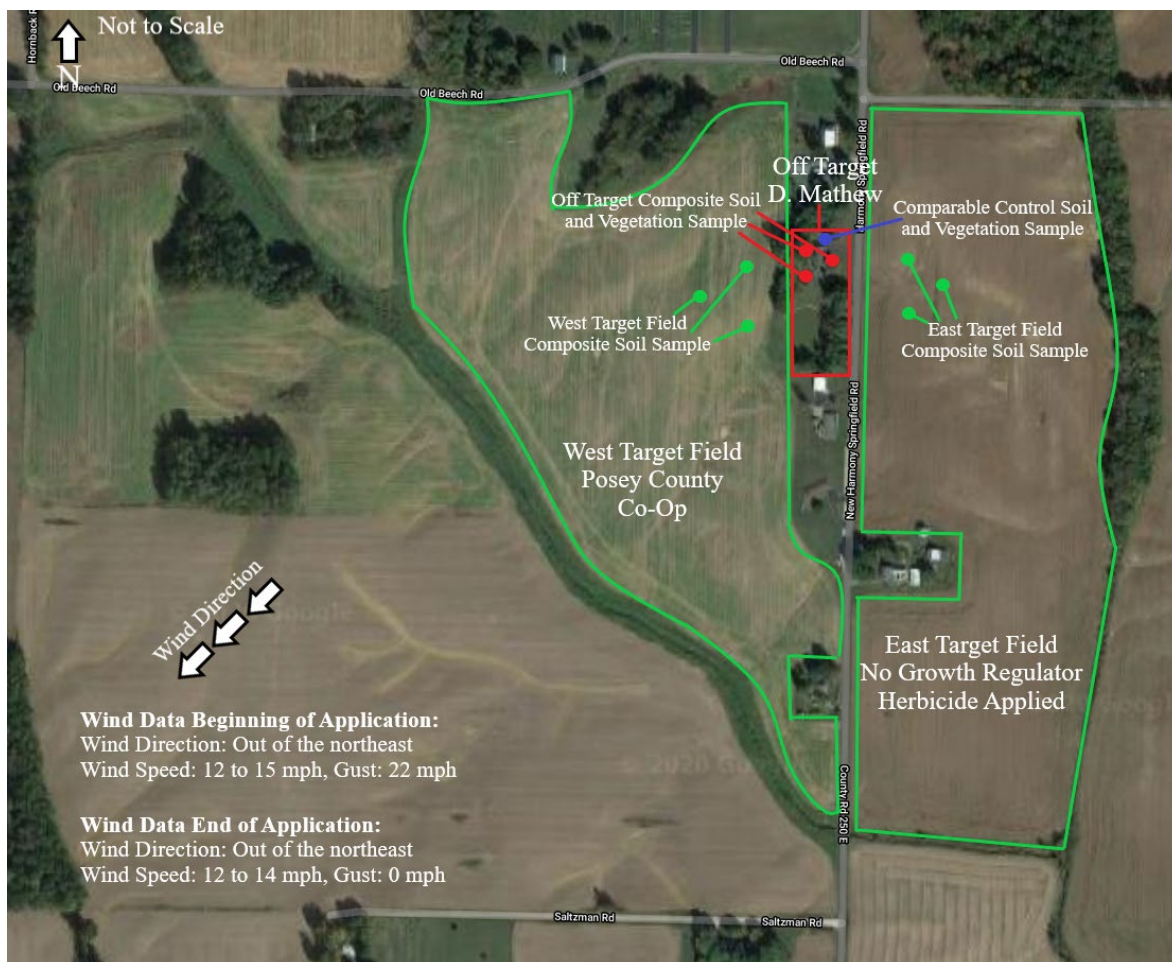 Not to Scale
N
Hornback R
Old Beech Rd
Old Beech Rd
Old Beech Rd
Off Target
D. Mathew
Harmony Springfield Rd
Off Target Composite Soil
and Vegetation Sample
Comparable Control Soil
and Vegetation Sample
West Target Field
Composite Soil Sample
East Target Field
Composite Soil Sample
New Harmony Springfield Rd
West Target Field
Posey County
Co-Op
Wind Direction
Google
East Target Field
No Growth Regulator
Herbicide Applied
Wind Data Beginning of Application:
Wind Direction: Out of the northeast
Wind Speed: 12 to 15 mph, Gust: 22 mph
Wind Data End of Application:
Wind Direction: Out of the northeast
Wind Speed: 12 to 14 mph, Gust: 0 mph
County Rd 250 E
Saltzman Rd
Saltzman Rd